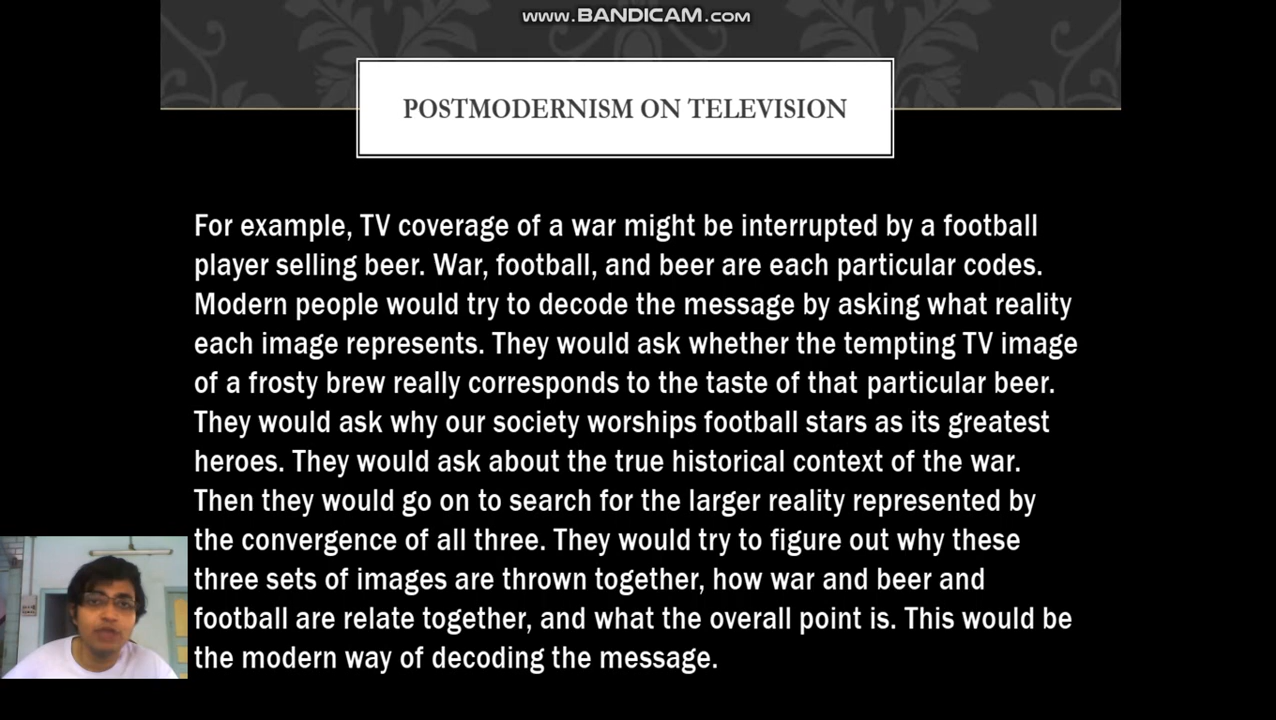 www.BANDICAM.com
POSTMODERNISM ON TELEVISION
For example, TV coverage of a war might be interrupted by a football
player selling beer. War, football, and beer are each particular codes.
Modern people would try to decode the message by asking what reality
each image represents. They would ask whether the tempting TV image
of a frosty brew really corresponds to the taste of that particular beer.
They would ask why our society worships football stars as its greatest
heroes. They would ask about the true historical context of the war.
Then they would go on to search for the larger reality represented by
the convergence of all three. They would try to figure out why these
three sets of images are thrown together, how war and beer and
football are relate together, and what the overall point is. This would be
the modern way of decoding the message.